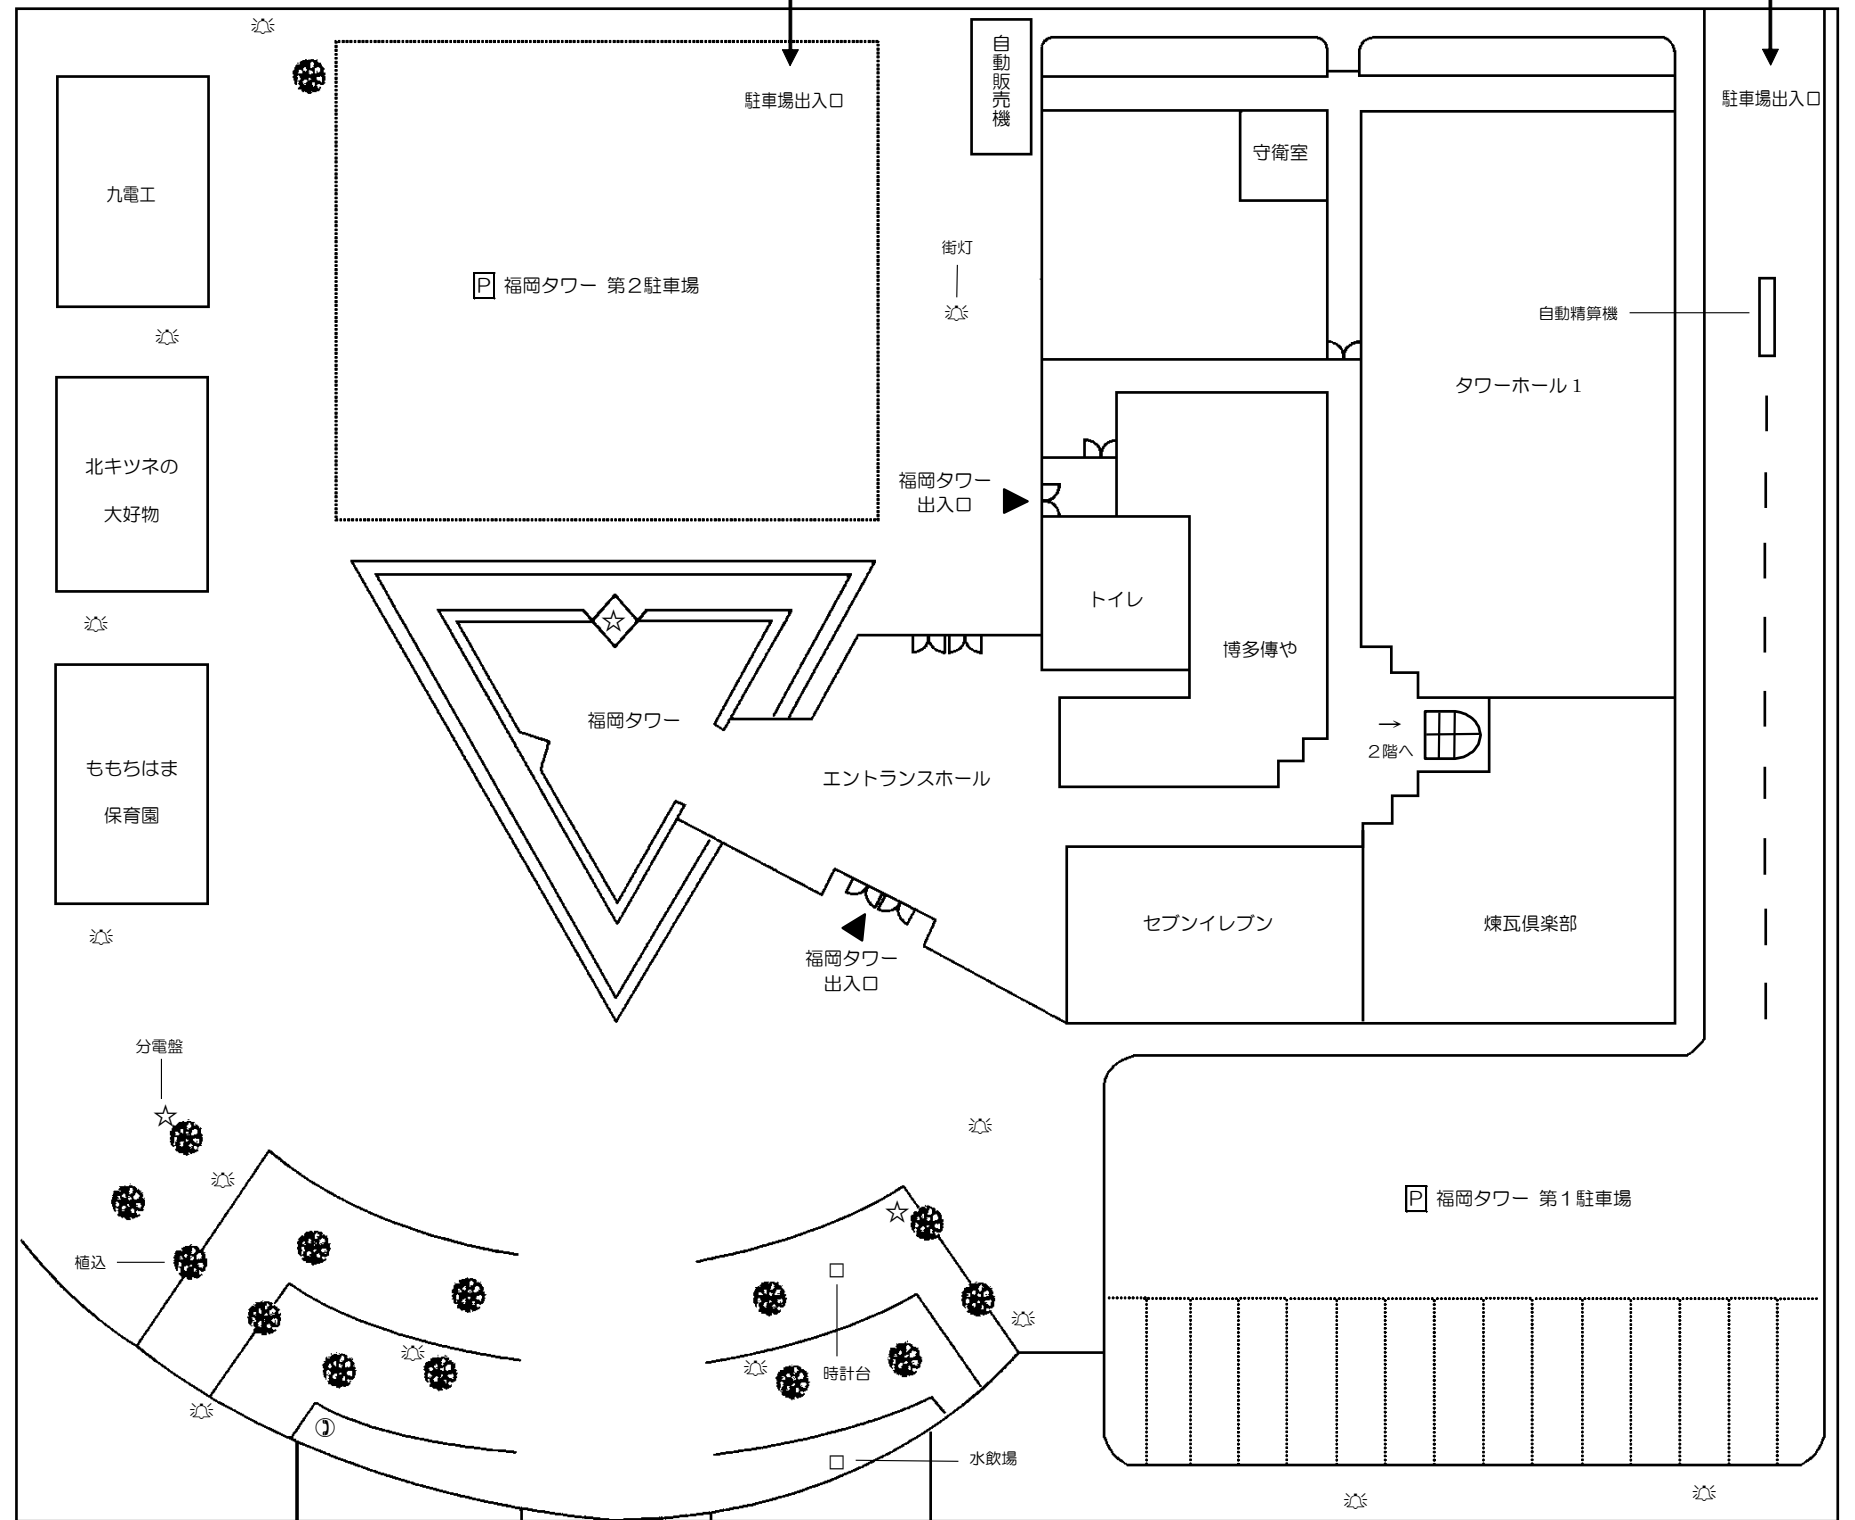 自動販売機
駐車場出入口
駐車場出入口
守衛室
九電工
街灯
P 福岡タワー 第2駐車場
自動精算機
タワーホール1
北キツネの
大好物
福岡タワー
出入口
トイレ
博多傳や
福岡タワー
→
2階へ
ももちはま
保育園
エントランスホール
セブンイレブン
煉瓦倶楽部
福岡タワー
出入口
分電盤
P 福岡タワー 第1駐車場
植込
時計台
水飲場